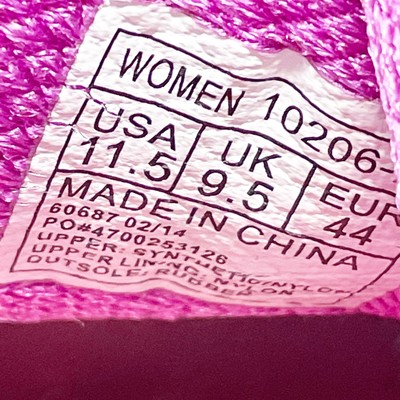 WOMEN 10206-
USA UK EUR
11.5 9.5 44
MADE IN CHINA
60687 02/14
PO#4700253126
UPPER: SYNTHETIC/NYLON
UPPER LINING: NYLON
OUTSOLE: RUBBER